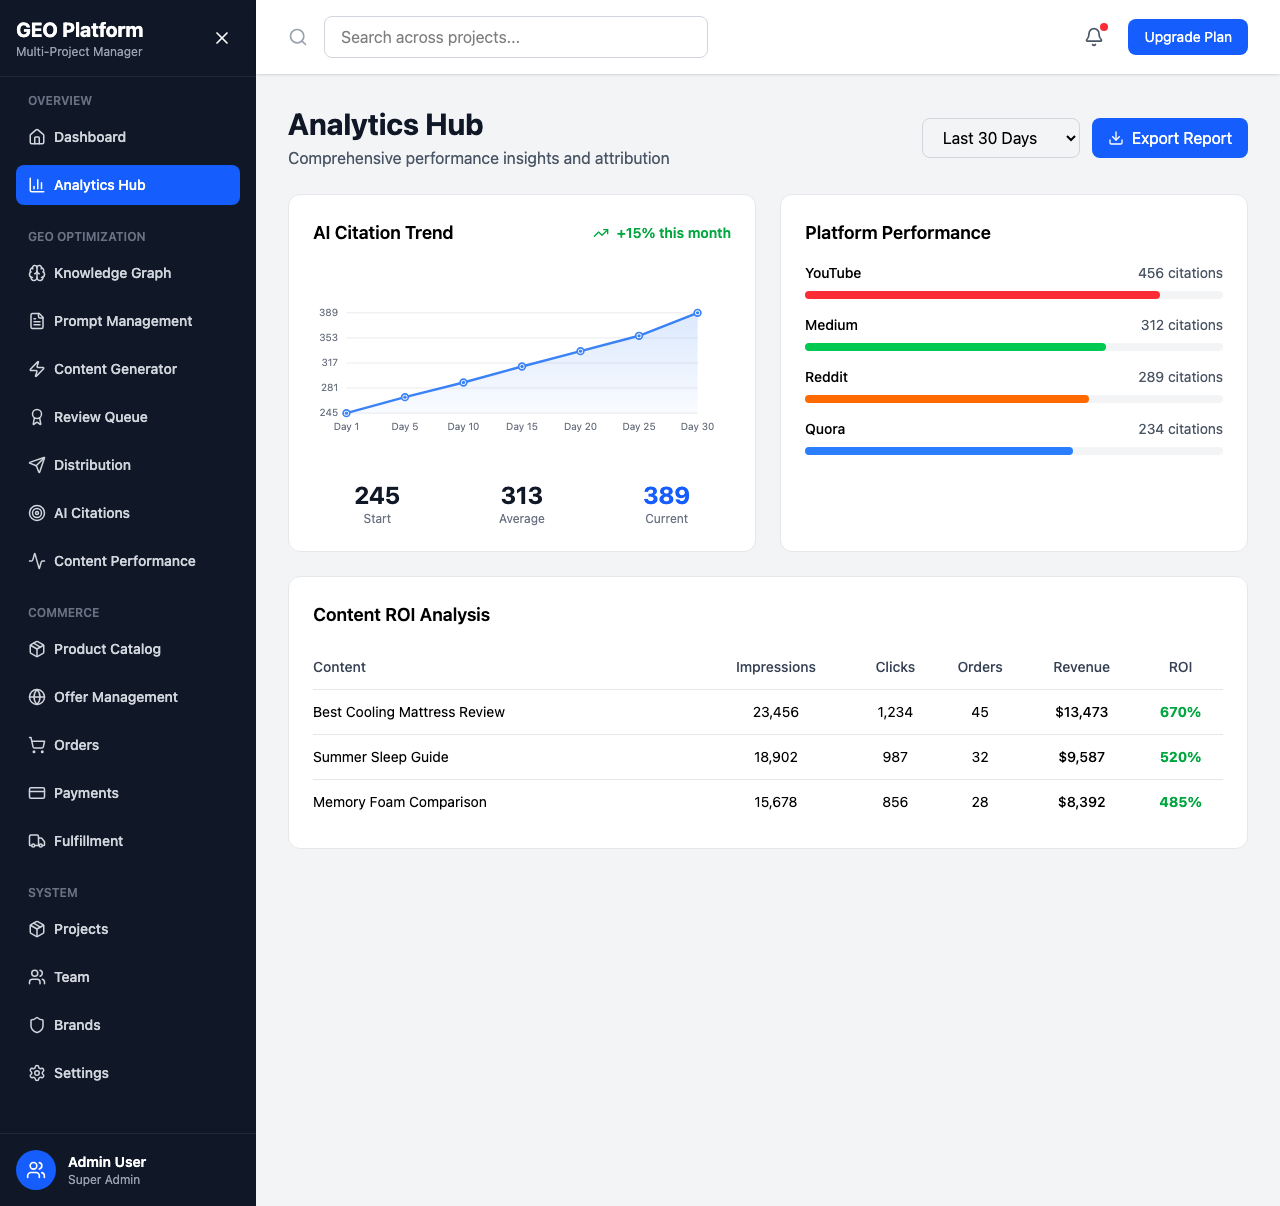 GEO Platform
Multi-Project Manager
Search across projects...
Upgrade Plan
OVERVIEW
Dashboard
Analytics Hub
GEO OPTIMIZATION
Knowledge Graph
Prompt Management
Content Generator
Review Queue
Distribution
AI Citations
Content Performance
COMMERCE
Product Catalog
Offer Management
Orders
Payments
Fulfillment
SYSTEM
Projects
Team
Brands
Settings
Admin User
Super Admin
Analytics Hub
Comprehensive performance insights and attribution
Last 30 Days
Export Report
AI Citation Trend
+15% this month
389
353
317
281
245
Day 1 Day 5 Day 10 Day 15 Day 20 Day 25 Day 30
245 313 389
Start Average Current
Platform Performance
YouTube 456 citations
Medium 312 citations
Reddit 289 citations
Quora 234 citations
Content ROI Analysis
Content Impressions Clicks Orders Revenue ROI
Best Cooling Mattress Review 23,456 1,234 45 $13,473 670%
Summer Sleep Guide 18,902 987 32 $9,587 520%
Memory Foam Comparison 15,678 856 28 $8,392 485%